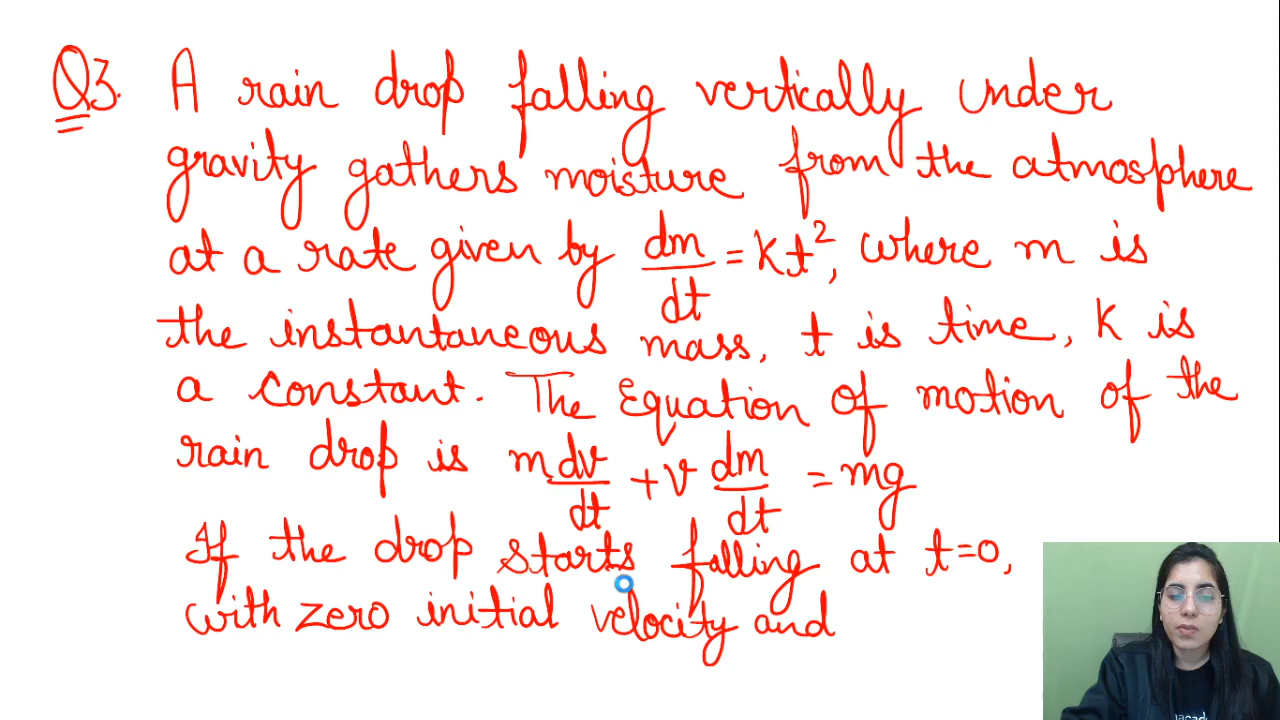 Q3. A rain drop falling vertically under
gravity gathers moisture from the atmosphere
at a rate given by dm/dt = Kt², where m is
the instantaneous mass, t is time, K is
a constant. The Equation of motion of the
rain drop is m dv/dt + v dm/dt = mg
If the drop starts falling at t=0,
with zero initial velocity and